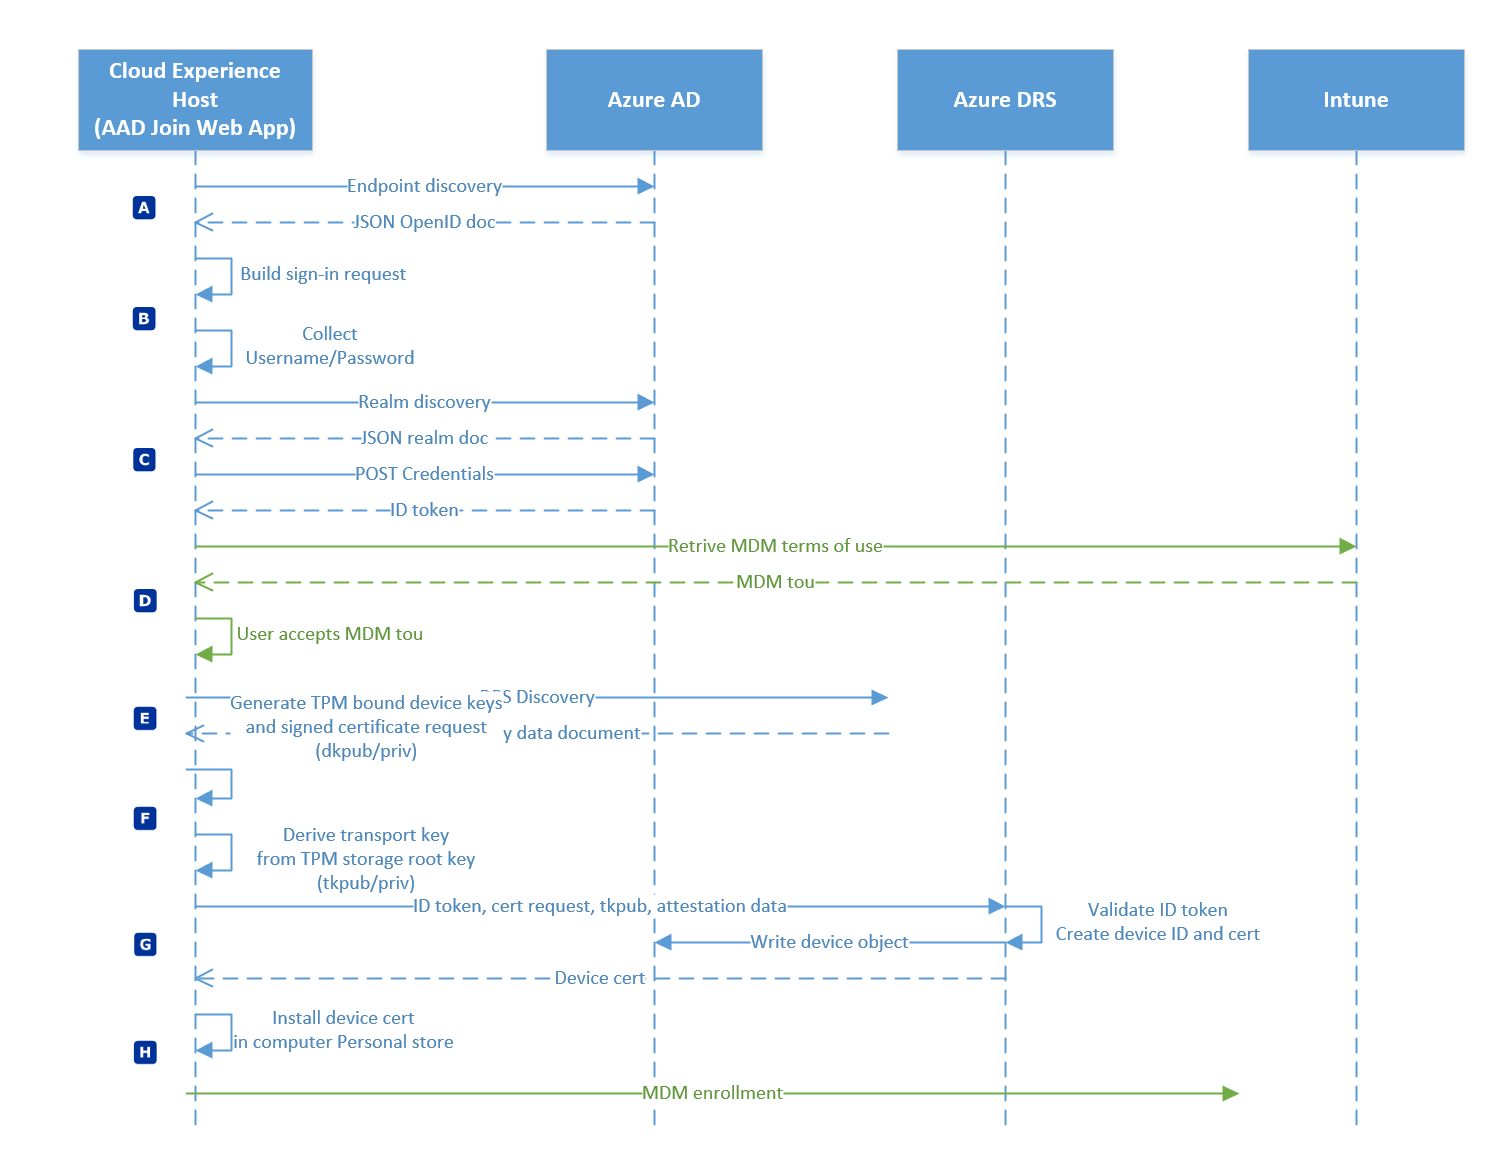 Cloud Experience
Host
(AAD Join Web App)
Azure AD
Azure DRS
Intune
Endpoint discovery
A
JSON OpenID doc
Build sign-in request
B
Collect
Username/Password
Realm discovery
JSON realm doc
C
POST Credentials
ID token
Retrive MDM terms of use
MDM tou
D
User accepts MDM tou
Discovery
Generate TPM bound device keys
E
and signed certificate request
data document
(dkpub/priv)
F
Derive transport key
from TPM storage root key
(tkpub/priv)
ID token, cert request, tkpub, attestation data
Validate ID token
Create device ID and cert
G
Write device object
Device cert
Install device cert
in computer Personal store
H
MDM enrollment